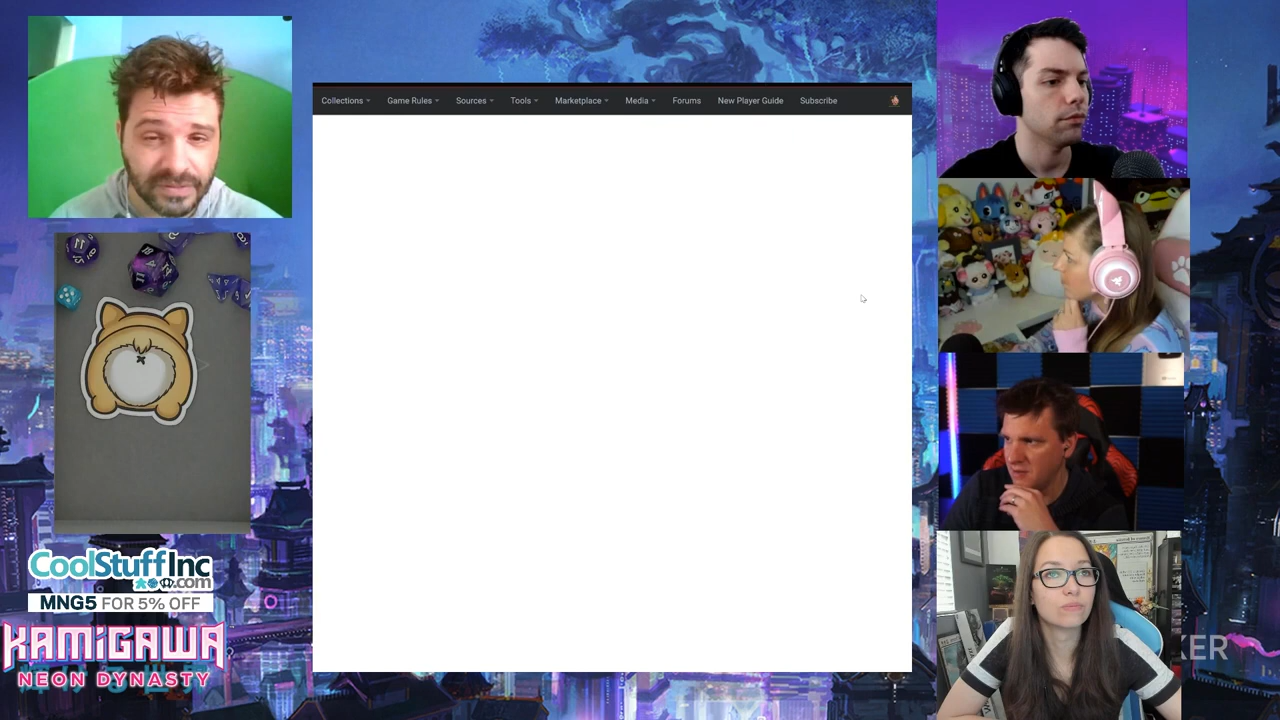 Collections Game Rules Sources Tools Marketplace Media Forums New Player Guide Subscribe
CoolStuffInc
.com
MNG5 FOR 5% OFF
KAMIGAWA
NEON DYNASTY
KER